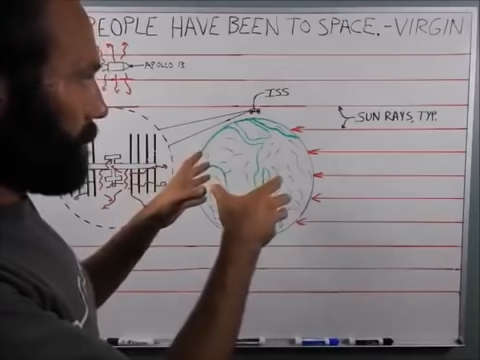 PEOPLE HAVE BEEN TO SPACE.-VIRGIN
APOLLO 13
ISS
SUN RAYS, TYP.